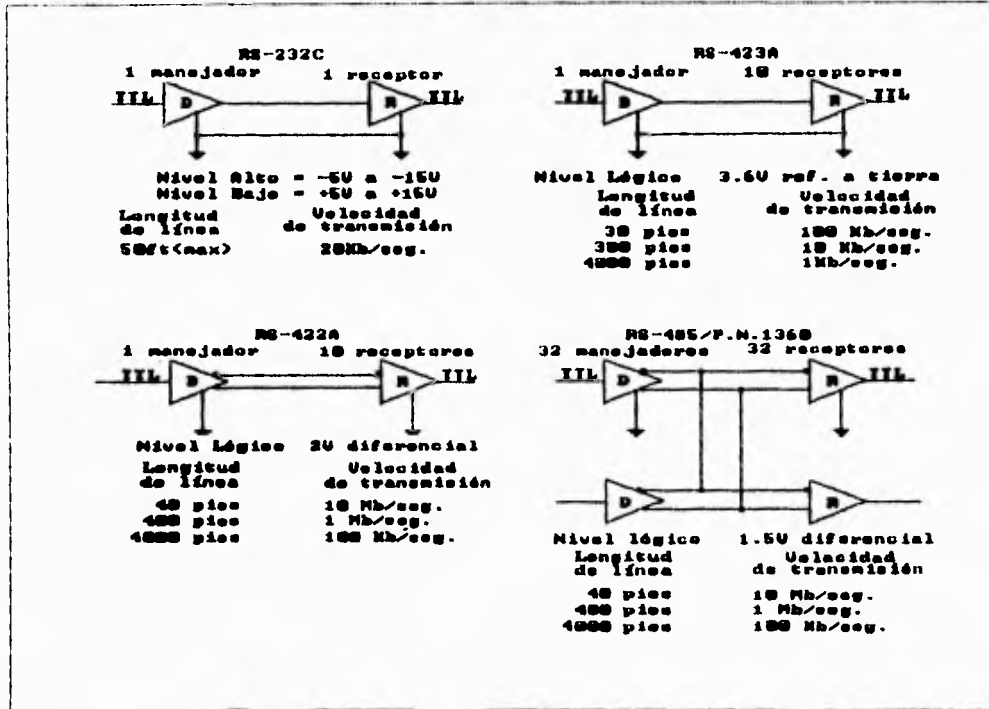 RS-232C
1 manejador 1 receptor
TTL D R TTL
Nivel Alto = -5V a -15V
Nivel Bajo = +5V a +15V
Longitud de línea Velocidad de transmisión
50ft<max> 20Kb/seg.
RS-423A
1 manejador 10 receptores
TTL D R TTL
Nivel Lógico 3.6V ref. a tierra
Longitud de línea Velocidad de transmisión
30 pies 100 Kb/seg.
300 pies 10 Kb/seg.
4000 pies 1Kb/seg.
RS-422A
1 manejador 10 receptores
TTL D R TTL
Nivel Lógico 2V diferencial
Longitud de línea Velocidad de transmisión
40 pies 10 Mb/seg.
400 pies 1 Mb/seg.
4000 pies 100 Kb/seg.
RS-485/P.N.1360
32 manejadores 32 receptores
TTL D R TTL
D R
Nivel lógico 1.5V diferencial
Longitud de línea Velocidad de transmisión
40 pies 10 Mb/seg.
400 pies 1 Mb/seg.
4000 pies 100 Kb/seg.